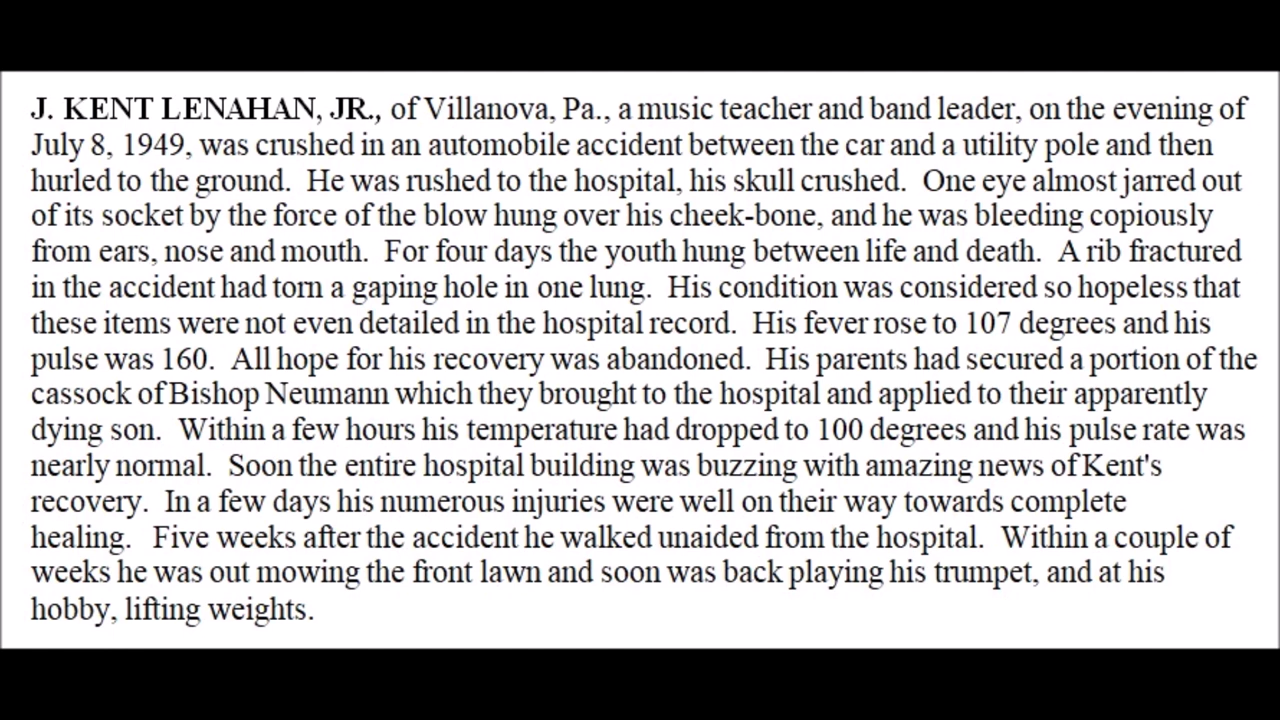 J. KENT LENAHAN, JR., of Villanova, Pa., a music teacher and band leader, on the evening of
July 8, 1949, was crushed in an automobile accident between the car and a utility pole and then
hurled to the ground. He was rushed to the hospital, his skull crushed. One eye almost jarred out
of its socket by the force of the blow hung over his cheek-bone, and he was bleeding copiously
from ears, nose and mouth. For four days the youth hung between life and death. A rib fractured
in the accident had torn a gaping hole in one lung. His condition was considered so hopeless that
these items were not even detailed in the hospital record. His fever rose to 107 degrees and his
pulse was 160. All hope for his recovery was abandoned. His parents had secured a portion of the
cassock of Bishop Neumann which they brought to the hospital and applied to their apparently
dying son. Within a few hours his temperature had dropped to 100 degrees and his pulse rate was
nearly normal. Soon the entire hospital building was buzzing with amazing news of Kent's
recovery. In a few days his numerous injuries were well on their way towards complete
healing. Five weeks after the accident he walked unaided from the hospital. Within a couple of
weeks he was out mowing the front lawn and soon was back playing his trumpet, and at his
hobby, lifting weights.